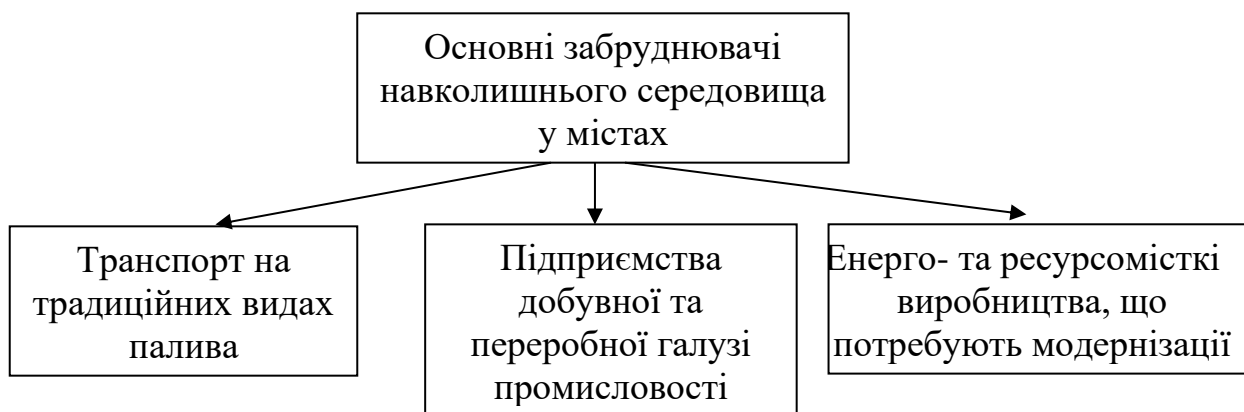 Основні забруднювачі
навколишнього середовища
у містах
Транспорт на
традиційних видах
палива
Підприємства
добувної та
переробної галузі
промисловості
Енерго- та ресурсомісткі
виробництва, що
потребують модернізації